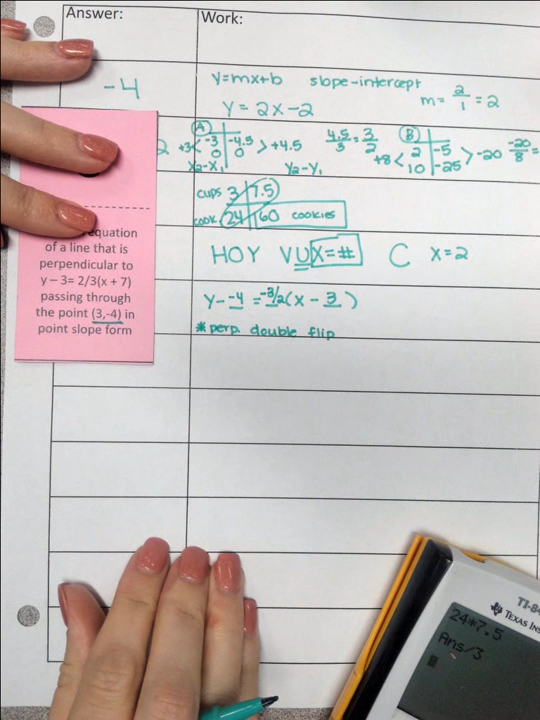 Answer:
Work:
-4
y=mx+b slope-intercept m= 2/1 = 2
y = 2x-2
2
A
-3 | -4.5
0 | 0
+3 < > +4.5
x₂-x₁ y₂-y₁
4.5/3 = 3/2
B
2 | -5
10 | -25
+8 < > -20
-20/8 =
cups 3 | 7.5
cook. 24 | 60 cookies
HOY VUX=# C x=2
y--4 = -3/2(x - 3)
*perp. double flip
equation
of a line that is
perpendicular to
y – 3= 2/3(x + 7)
passing through
the point (3,-4) in
point slope form
TI-84
TEXAS INS
24*7.5
Ans/3